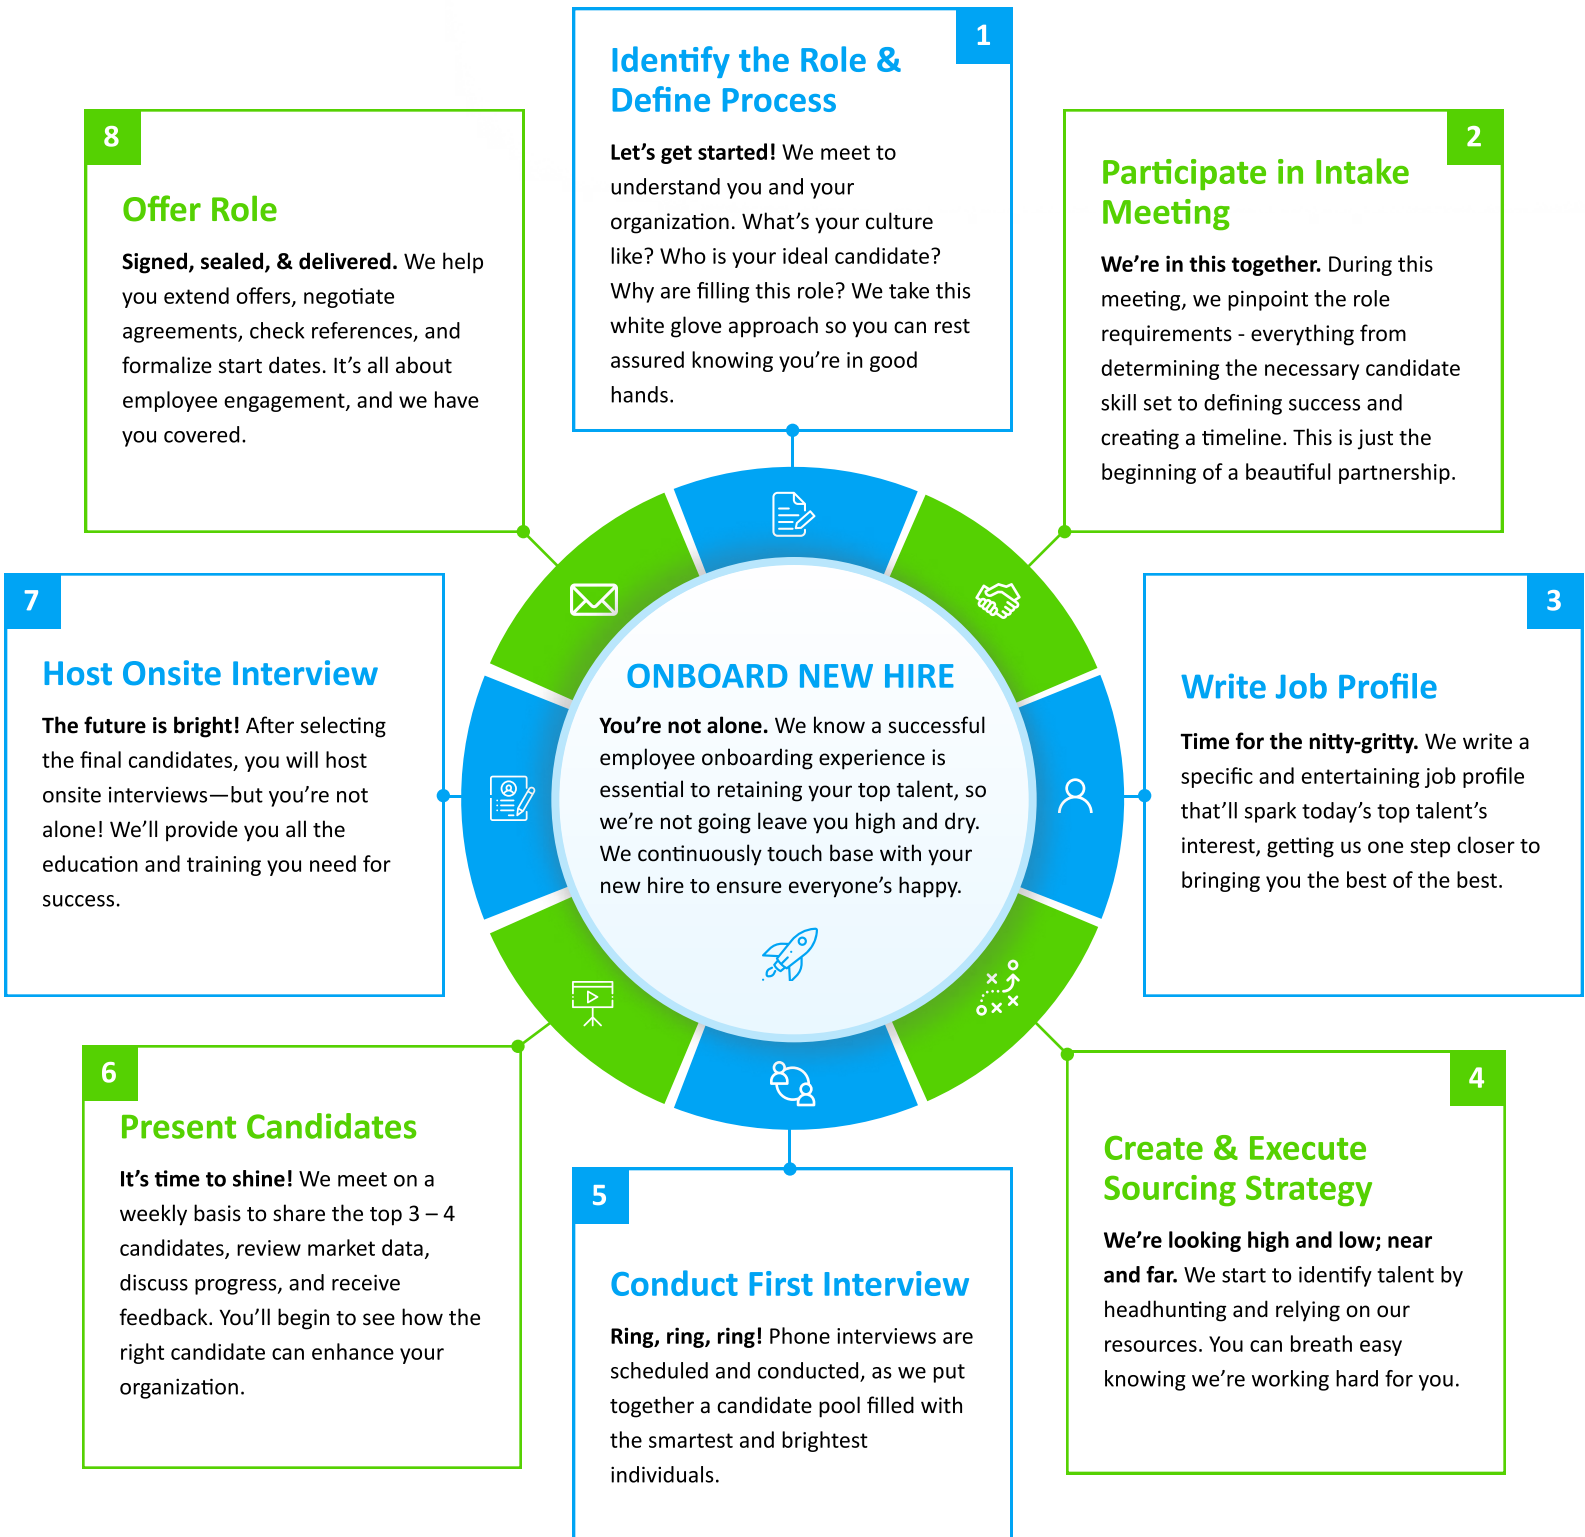 1
Identify the Role &
Define Process
Let’s get started! We meet to
understand you and your
organization. What’s your culture
like? Who is your ideal candidate?
Why are filling this role? We take this
white glove approach so you can rest
assured knowing you’re in good
hands.
2
Participate in Intake
Meeting
We’re in this together. During this
meeting, we pinpoint the role
requirements - everything from
determining the necessary candidate
skill set to defining success and
creating a timeline. This is just the
beginning of a beautiful partnership.
3
Write Job Profile
Time for the nitty-gritty. We write a
specific and entertaining job profile
that’ll spark today’s top talent’s
interest, getting us one step closer to
bringing you the best of the best.
4
Create & Execute
Sourcing Strategy
We’re looking high and low; near
and far. We start to identify talent by
headhunting and relying on our
resources. You can breath easy
knowing we’re working hard for you.
5
Conduct First Interview
Ring, ring, ring! Phone interviews are
scheduled and conducted, as we put
together a candidate pool filled with
the smartest and brightest
individuals.
6
Present Candidates
It’s time to shine! We meet on a
weekly basis to share the top 3 – 4
candidates, review market data,
discuss progress, and receive
feedback. You’ll begin to see how the
right candidate can enhance your
organization.
7
Host Onsite Interview
The future is bright! After selecting
the final candidates, you will host
onsite interviews—but you’re not
alone! We’ll provide you all the
education and training you need for
success.
8
Offer Role
Signed, sealed, & delivered. We help
you extend offers, negotiate
agreements, check references, and
formalize start dates. It’s all about
employee engagement, and we have
you covered.
ONBOARD NEW HIRE
You’re not alone. We know a successful
employee onboarding experience is
essential to retaining your top talent, so
we’re not going leave you high and dry.
We continuously touch base with your
new hire to ensure everyone’s happy.